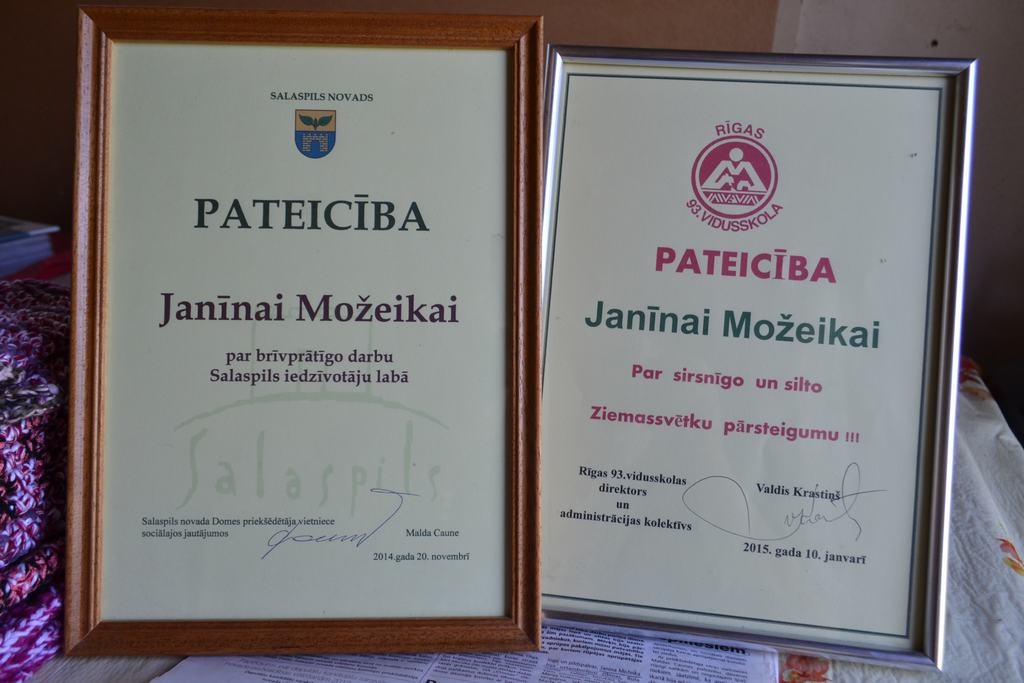 SALASPILS NOVADS
PATEICĪBA
Janīnai Možeikai
par brīvprātīgo darbu
Salaspils iedzīvotāju labā
Salaspils
Salaspils novada Domes priekšēdētāja vietniece
sociālajos jautājumos
Malda Caune
2014.gada 20. novembrī
RĪGAS
93.VIDUSSKOLA
PATEICĪBA
Janīnai Možeikai
Par sirsnīgo un silto
Ziemassvētku pārsteigumu !!!
Rīgas 93.vidusskolas
direktors
un
administrācijas kolektīvs
Valdis Krastiņš
2015. gada 10. janvarī